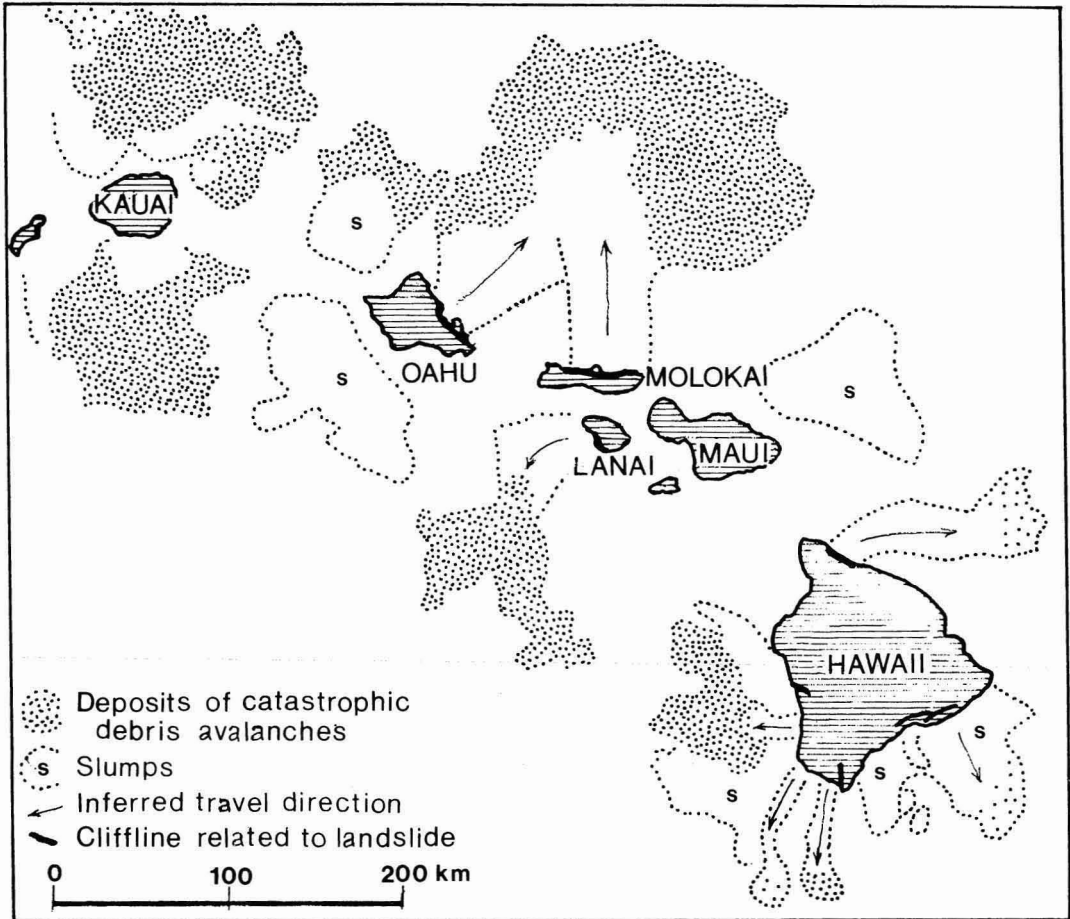 KAUAI
S
OAHU
S
MOLOKAI
S
LANAI
MAUI
HAWAII
S
S
S
Deposits of catastrophic
debris avalanches
S Slumps
Inferred travel direction
Cliffline related to landslide
0 100 200 km